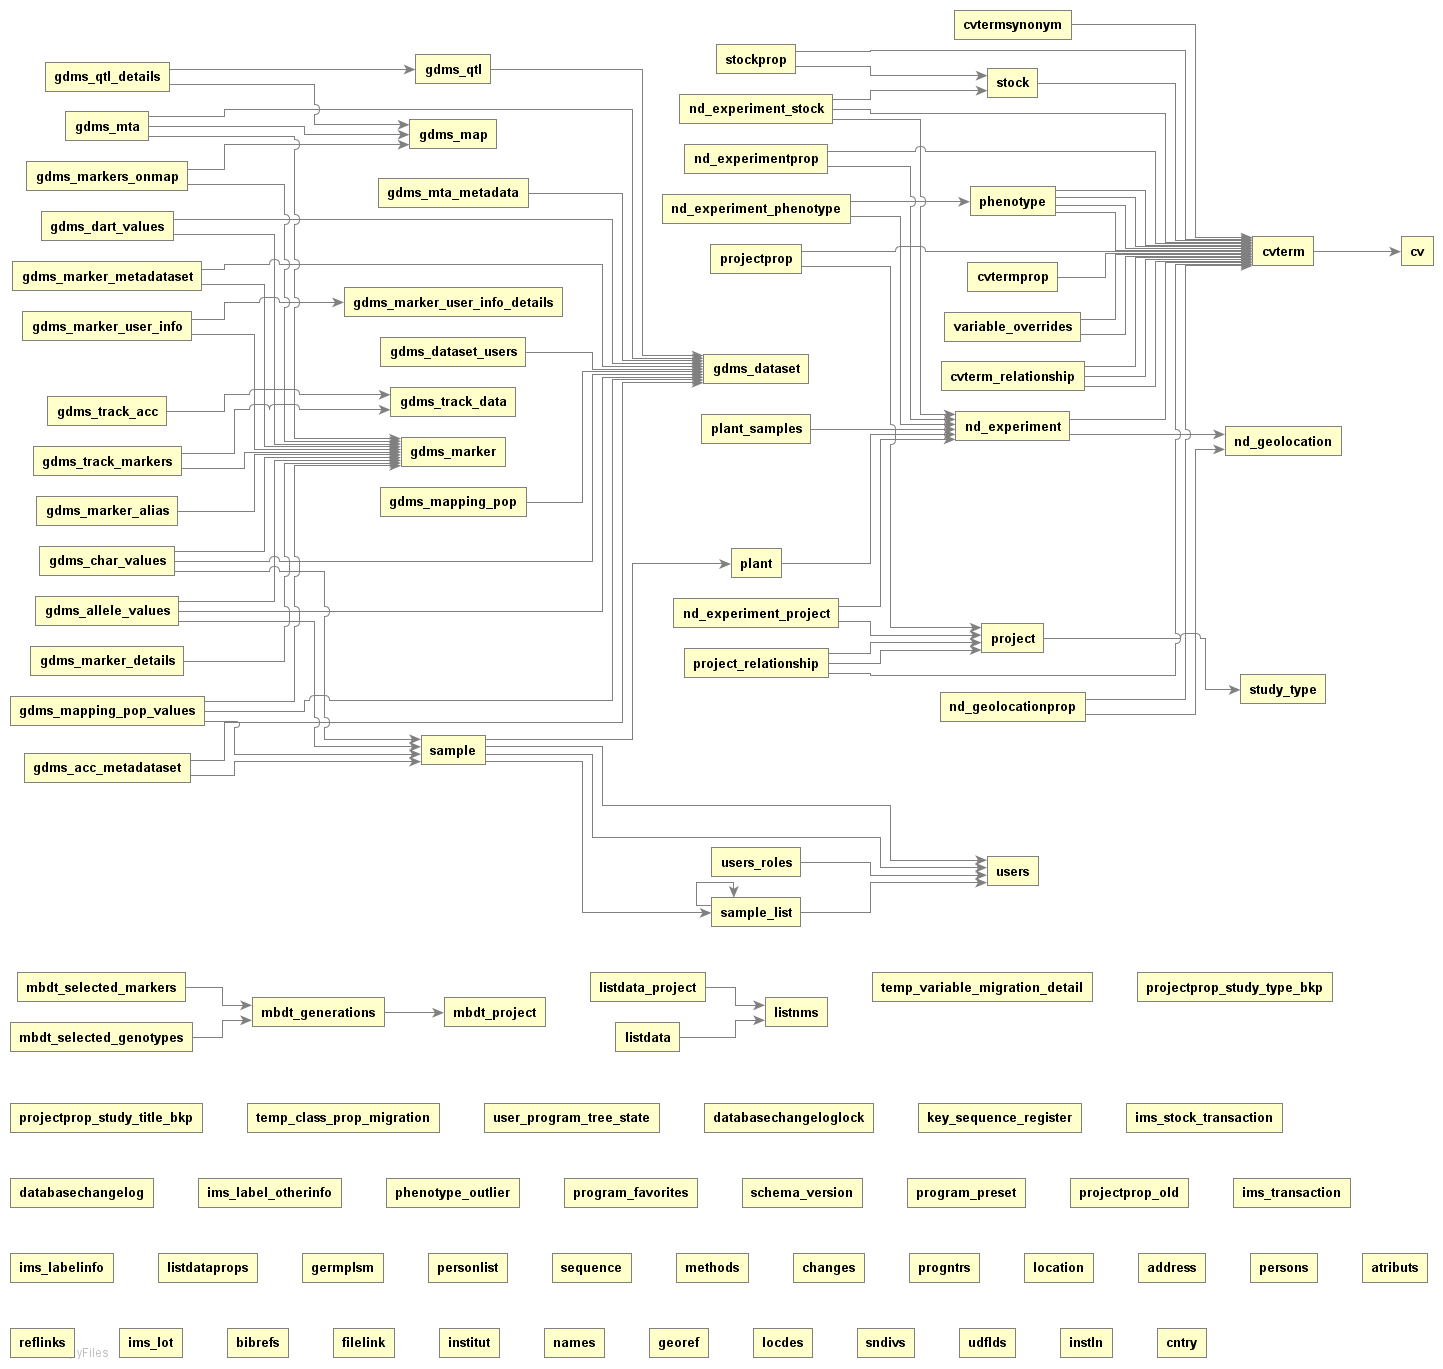 cvtermsynonym
stockprop
gdms_qtl_details
gdms_qtl
stock
nd_experiment_stock
gdms_mta
gdms_map
nd_experimentprop
gdms_markers_onmap
gdms_mta_metadata
phenotype
nd_experiment_phenotype
gdms_dart_values
cvterm
cv
projectprop
gdms_marker_metadataset
cvtermprop
gdms_marker_user_info_details
gdms_marker_user_info
variable_overrides
gdms_dataset_users
gdms_dataset
cvterm_relationship
gdms_track_data
gdms_track_acc
nd_experiment
plant_samples
nd_geolocation
gdms_marker
gdms_track_markers
gdms_mapping_pop
gdms_marker_alias
gdms_char_values
plant
gdms_allele_values
nd_experiment_project
project
gdms_marker_details
project_relationship
study_type
nd_geolocationprop
gdms_mapping_pop_values
sample
gdms_acc_metadataset
users_roles
users
sample_list
mbdt_selected_markers
listdata_project
temp_variable_migration_detail
projectprop_study_type_bkp
mbdt_generations
mbdt_project
listnms
mbdt_selected_genotypes
listdata
projectprop_study_title_bkp
temp_class_prop_migration
user_program_tree_state
databasechangeloglock
key_sequence_register
ims_stock_transaction
databasechangelog
ims_label_otherinfo
phenotype_outlier
program_favorites
schema_version
program_preset
projectprop_old
ims_transaction
ims_labelinfo
listdataprops
germplsm
personlist
sequence
methods
changes
progntrs
location
address
persons
atributs
reflinks
ims_lot
bibrefs
filelink
institut
names
georef
locdes
sndivs
udflds
instln
cntry
yFiles